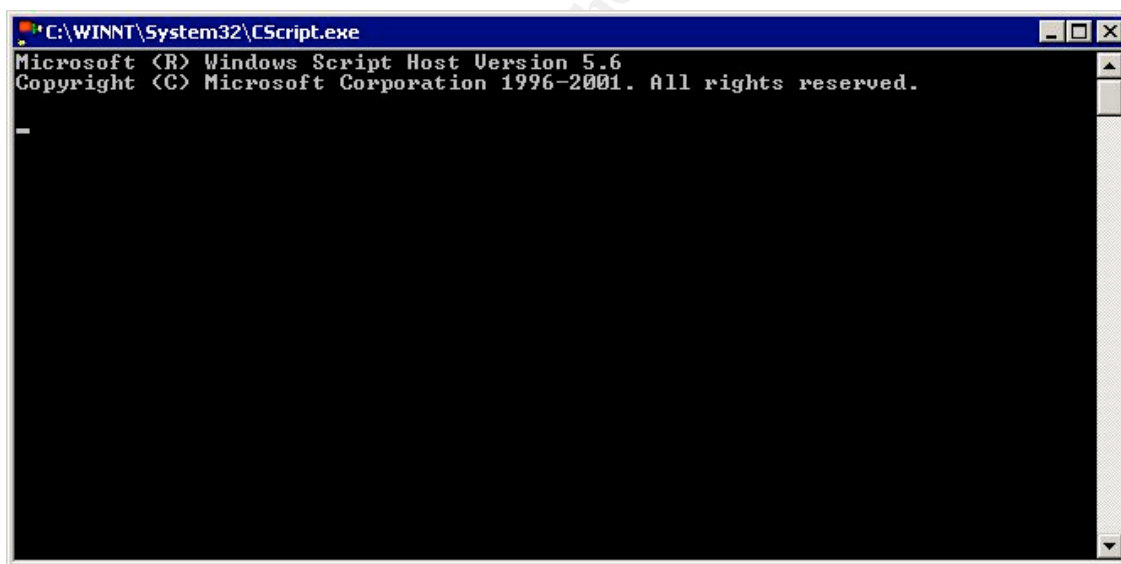 C:\WINNT\System32\CScript.exe
Microsoft (R) Windows Script Host Version 5.6
Copyright (C) Microsoft Corporation 1996-2001. All rights reserved.